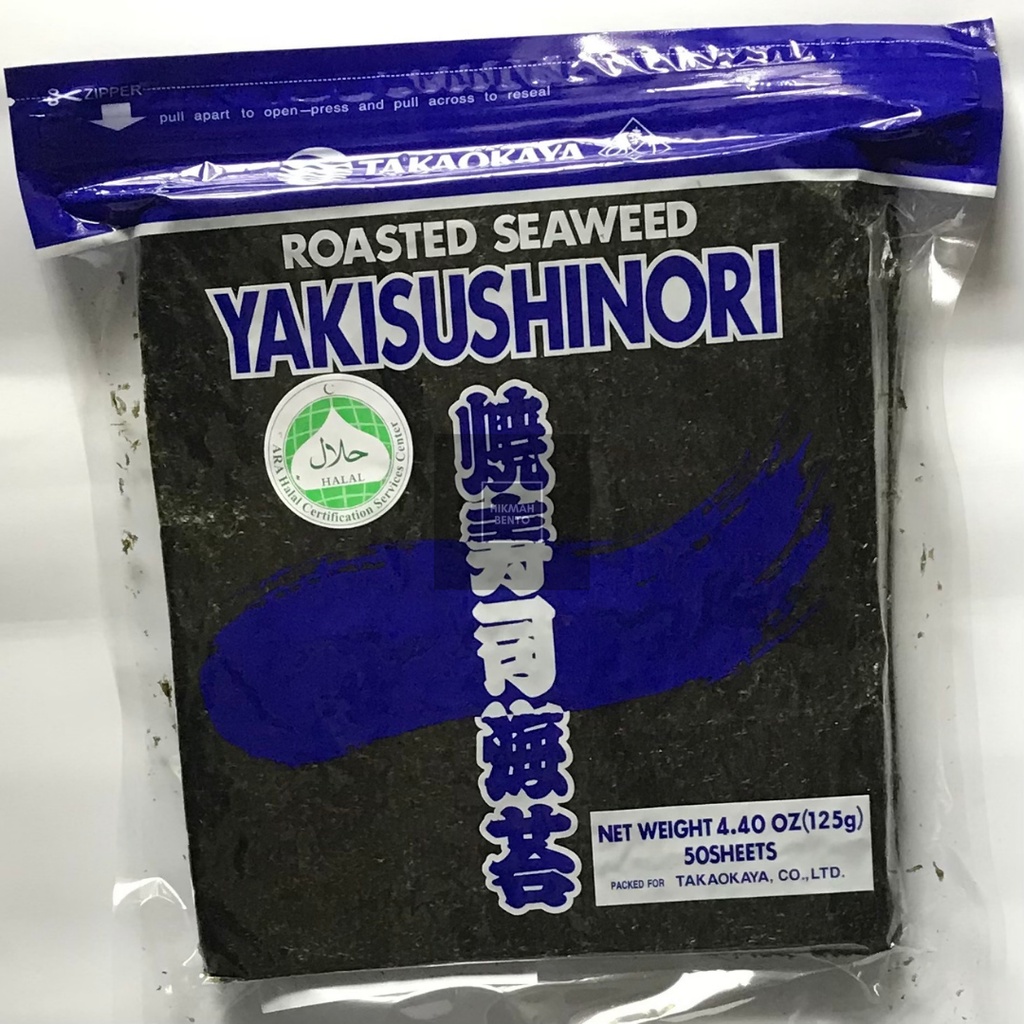 ZIPPER
pull apart to open—press and pull across to reseal
TAKAOKAYA
ROASTED SEAWEED
YAKISUSHINORI
حلال
HALAL
ARA Halal Certification Services Center
焼寿司海苔
HIKMAH
BENTO
NET WEIGHT 4.40 OZ(125g)
50SHEETS
PACKED FOR TAKAOKAYA, CO.,LTD.